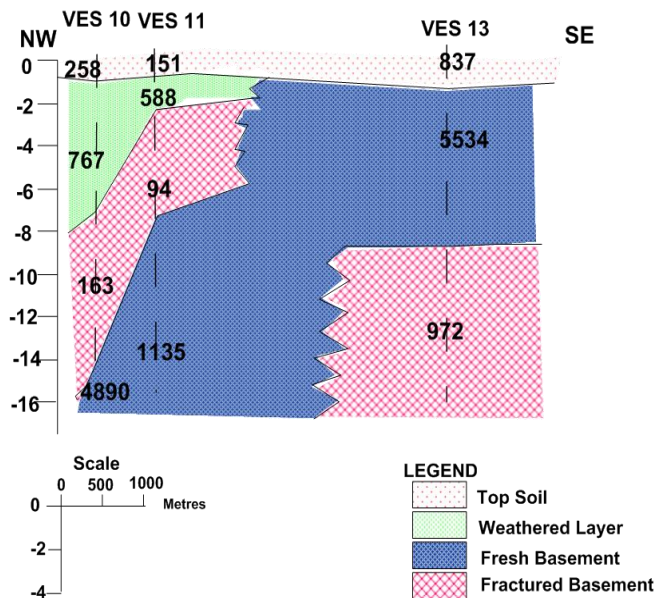 VES 10 VES 11 VES 13
NW SE
0 258 151 837
-2 588
5534
-4 767
-6 94
-8
-10 163
-12 972
-14 1135
4890
-16
Scale
0 500 1000
0 Metres
-2
-4
LEGEND
Top Soil
Weathered Layer
Fresh Basement
Fractured Basement